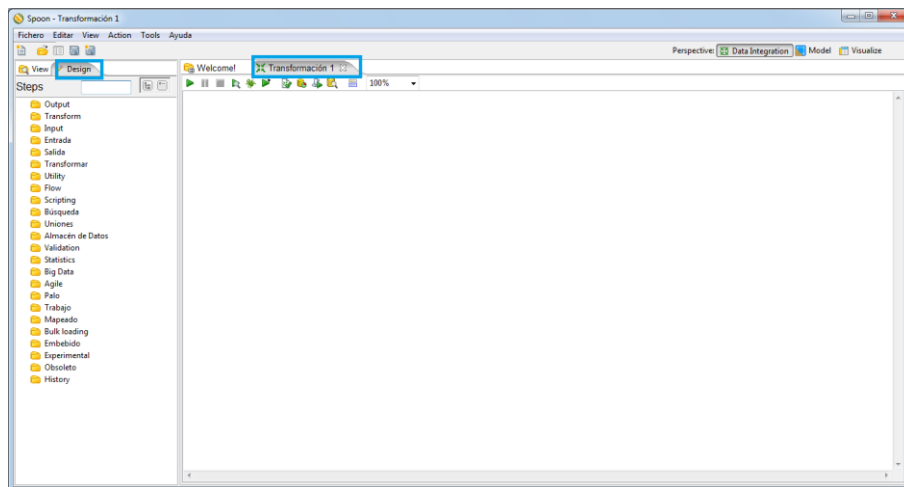 Spoon - Transformación 1
Fichero Editar View Action Tools Ayuda
Perspective: Data Integration Model Visualize
View Design
Welcome! Transformación 1
Steps
100%
Output
Transform
Input
Entrada
Salida
Transformar
Utility
Flow
Scripting
Búsqueda
Uniones
Almacén de Datos
Validation
Statistics
Big Data
Agile
Palo
Trabajo
Mapeado
Bulk loading
Embebido
Experimental
Obsoleto
History